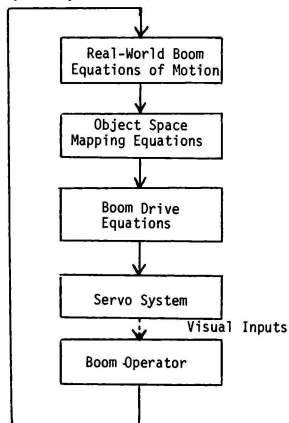 Real-World Boom
Equations of Motion
Object Space
Mapping Equations
Boom Drive
Equations
Servo System
Visual Inputs
Boom Operator